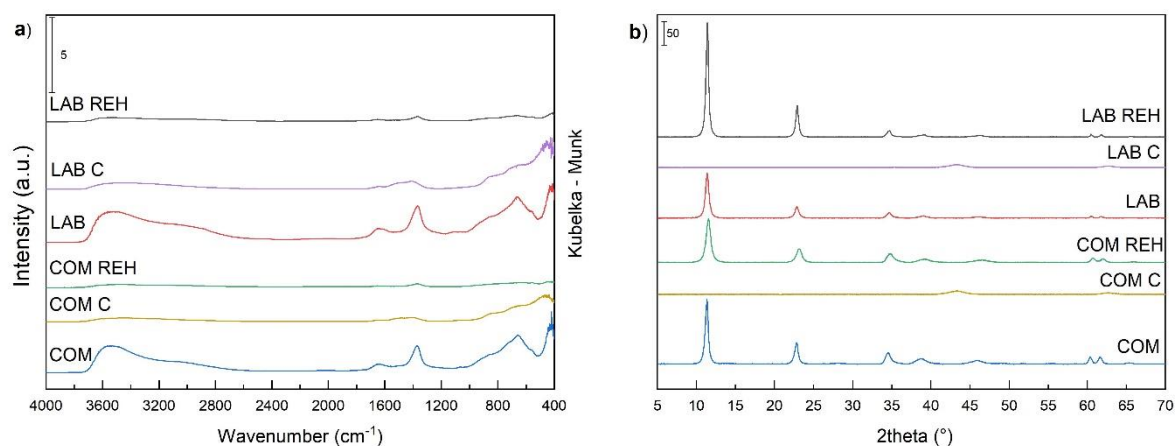 a)
5
LAB REH
LAB C
LAB
COM REH
COM C
COM
Intensity (a.u.)
4000 3600 3200 2800 2400 2000 1600 1200 800 400
Wavenumber (cm⁻¹)
Kubelka - Munk
b)
50
LAB REH
LAB C
LAB
COM REH
COM C
COM
5 10 15 20 25 30 35 40 45 50 55 60 65 70
2theta (°)